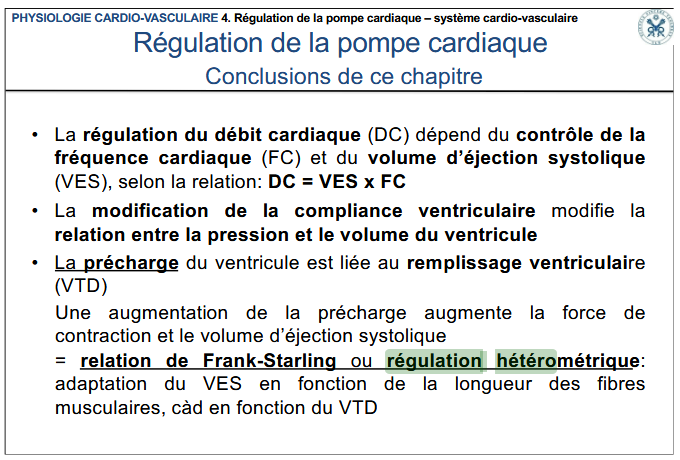 PHYSIOLOGIE CARDIO-VASCULAIRE 4. Régulation de la pompe cardiaque – système cardio-vasculaire
Régulation de la pompe cardiaque
Conclusions de ce chapitre
• La régulation du débit cardiaque (DC) dépend du contrôle de la
fréquence cardiaque (FC) et du volume d'éjection systolique
(VES), selon la relation: DC = VES x FC
• La modification de la compliance ventriculaire modifie la
relation entre la pression et le volume du ventricule
• La précharge du ventricule est liée au remplissage ventriculaire
(VTD)
Une augmentation de la précharge augmente la force de
contraction et le volume d'éjection systolique
= relation de Frank-Starling ou régulation hétérométrique:
adaptation du VES en fonction de la longueur des fibres
musculaires, càd en fonction du VTD